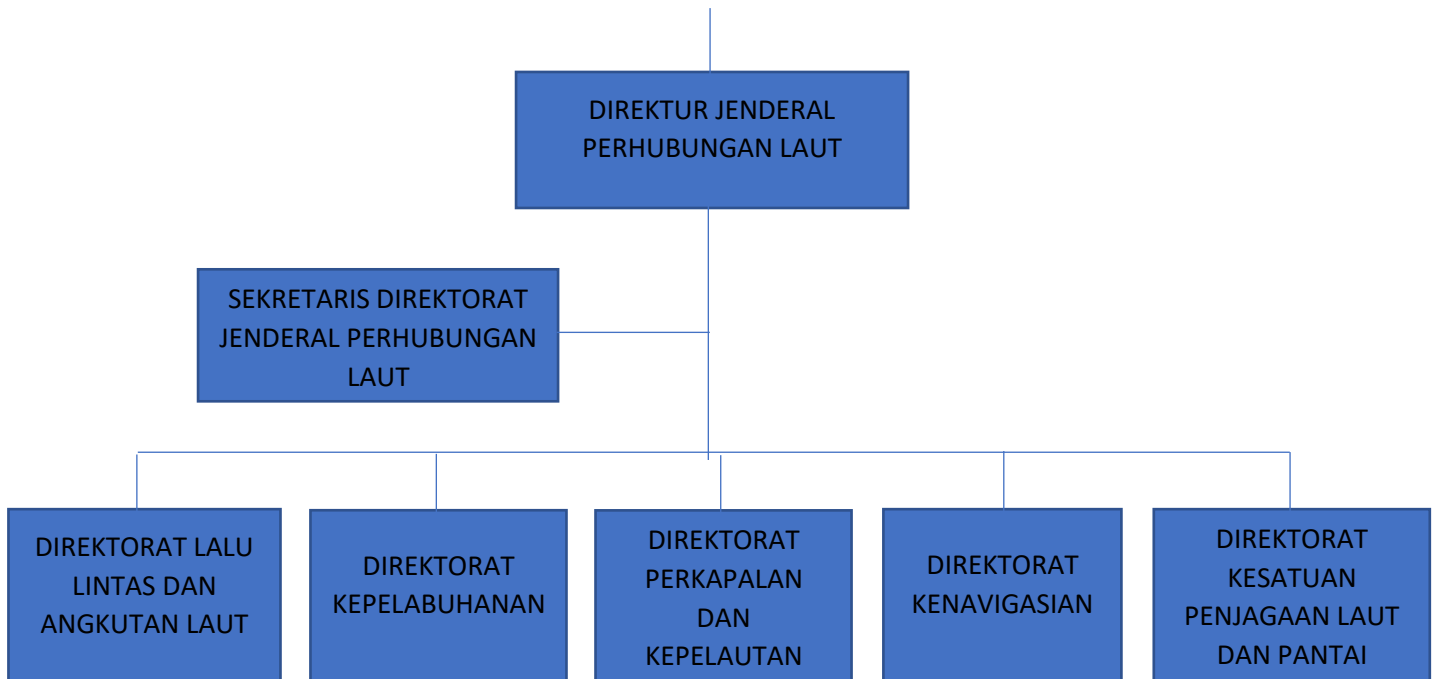 DIREKTUR JENDERAL
PERHUBUNGAN LAUT
SEKRETARIS DIREKTORAT
JENDERAL PERHUBUNGAN
LAUT
DIREKTORAT LALU
LINTAS DAN
ANGKUTAN LAUT
DIREKTORAT
KEPELABUHANAN
DIREKTORAT
PERKAPALAN
DAN
KEPELAUTAN
DIREKTORAT
KENAVIGASIAN
DIREKTORAT
KESATUAN
PENJAGAAN LAUT
DAN PANTAI